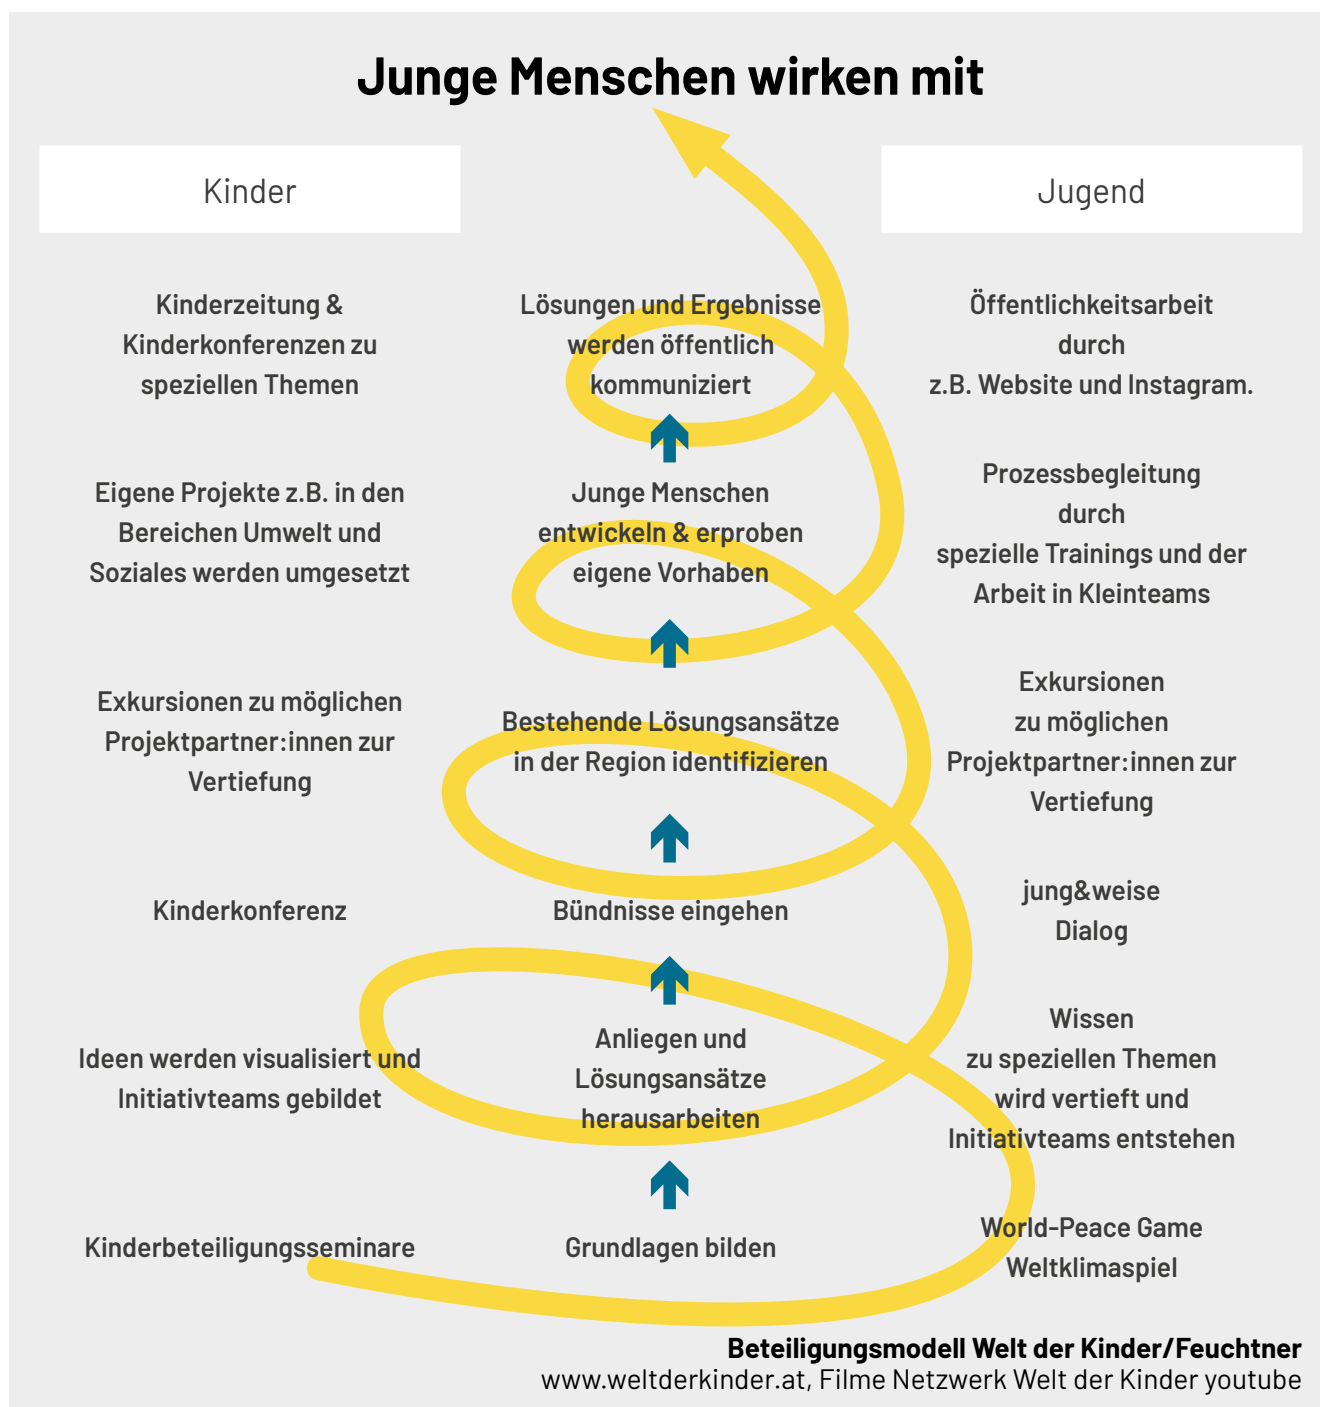 Junge Menschen wirken mit
Kinder
Jugend
Kinderzeitung &
Kinderkonferenzen zu
speziellen Themen
Lösungen und Ergebnisse
werden öffentlich
kommuniziert
Öffentlichkeitsarbeit
durch
z.B. Website und Instagram.
Eigene Projekte z.B. in den
Bereichen Umwelt und
Soziales werden umgesetzt
Junge Menschen
entwickeln & erproben
eigene Vorhaben
Prozessbegleitung
durch
spezielle Trainings und der
Arbeit in Kleinteams
Exkursionen zu möglichen
Projektpartner:innen zur
Vertiefung
Bestehende Lösungsansätze
in der Region identifizieren
Exkursionen
zu möglichen
Projektpartner:innen zur
Vertiefung
Kinderkonferenz
Bündnisse eingehen
jung&weise
Dialog
Ideen werden visualisiert und
Initiativteams gebildet
Anliegen und
Lösungsansätze
herausarbeiten
Wissen
zu speziellen Themen
wird vertieft und
Initiativteams entstehen
Kinderbeteiligungsseminare
Grundlagen bilden
World-Peace Game
Weltklimaspiel
Beteiligungsmodell Welt der Kinder/Feuchtner
www.weltderkinder.at, Filme Netzwerk Welt der Kinder youtube